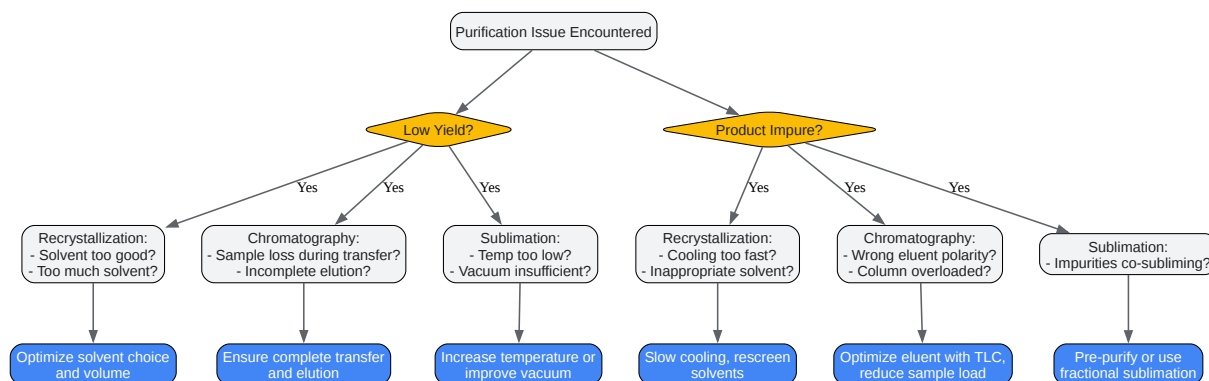 Purification Issue Encountered
Low Yield?
Product Impure?
Yes
Yes
Yes
Yes
Yes
Yes
Recrystallization:
- Solvent too good?
- Too much solvent?
Chromatography:
- Sample loss during transfer?
- Incomplete elution?
Sublimation:
- Temp too low?
- Vacuum insufficient?
Recrystallization:
- Cooling too fast?
- Inappropriate solvent?
Chromatography:
- Wrong eluent polarity?
- Column overloaded?
Sublimation:
- Impurities co-subliming?
Optimize solvent choice
and volume
Ensure complete transfer
and elution
Increase temperature or
improve vacuum
Slow cooling, rescreen
solvents
Optimize eluent with TLC,
reduce sample load
Pre-purify or use
fractional sublimation